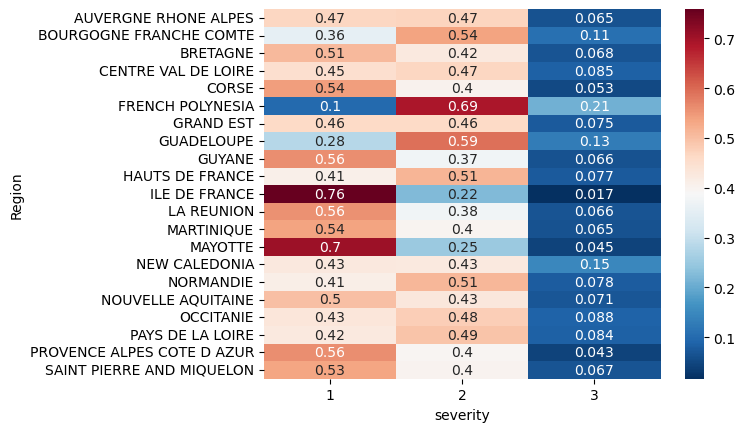 AUVERGNE RHONE ALPES 0.47 0.47 0.065
BOURGOGNE FRANCHE COMTE 0.36 0.54 0.11
BRETAGNE 0.51 0.42 0.068
CENTRE VAL DE LOIRE 0.45 0.47 0.085
CORSE 0.54 0.4 0.053
FRENCH POLYNESIA 0.1 0.69 0.21
GRAND EST 0.46 0.46 0.075
GUADELOUPE 0.28 0.59 0.13
GUYANE 0.56 0.37 0.066
HAUTS DE FRANCE 0.41 0.51 0.077
ILE DE FRANCE 0.76 0.22 0.017
LA REUNION 0.56 0.38 0.066
MARTINIQUE 0.54 0.4 0.065
MAYOTTE 0.7 0.25 0.045
NEW CALEDONIA 0.43 0.43 0.15
NORMANDIE 0.41 0.51 0.078
NOUVELLE AQUITAINE 0.5 0.43 0.071
OCCITANIE 0.43 0.48 0.088
PAYS DE LA LOIRE 0.42 0.49 0.084
PROVENCE ALPES COTE D AZUR 0.56 0.4 0.043
SAINT PIERRE AND MIQUELON 0.53 0.4 0.067
1 2 3
severity
Region
0.7
0.6
0.5
0.4
0.3
0.2
0.1